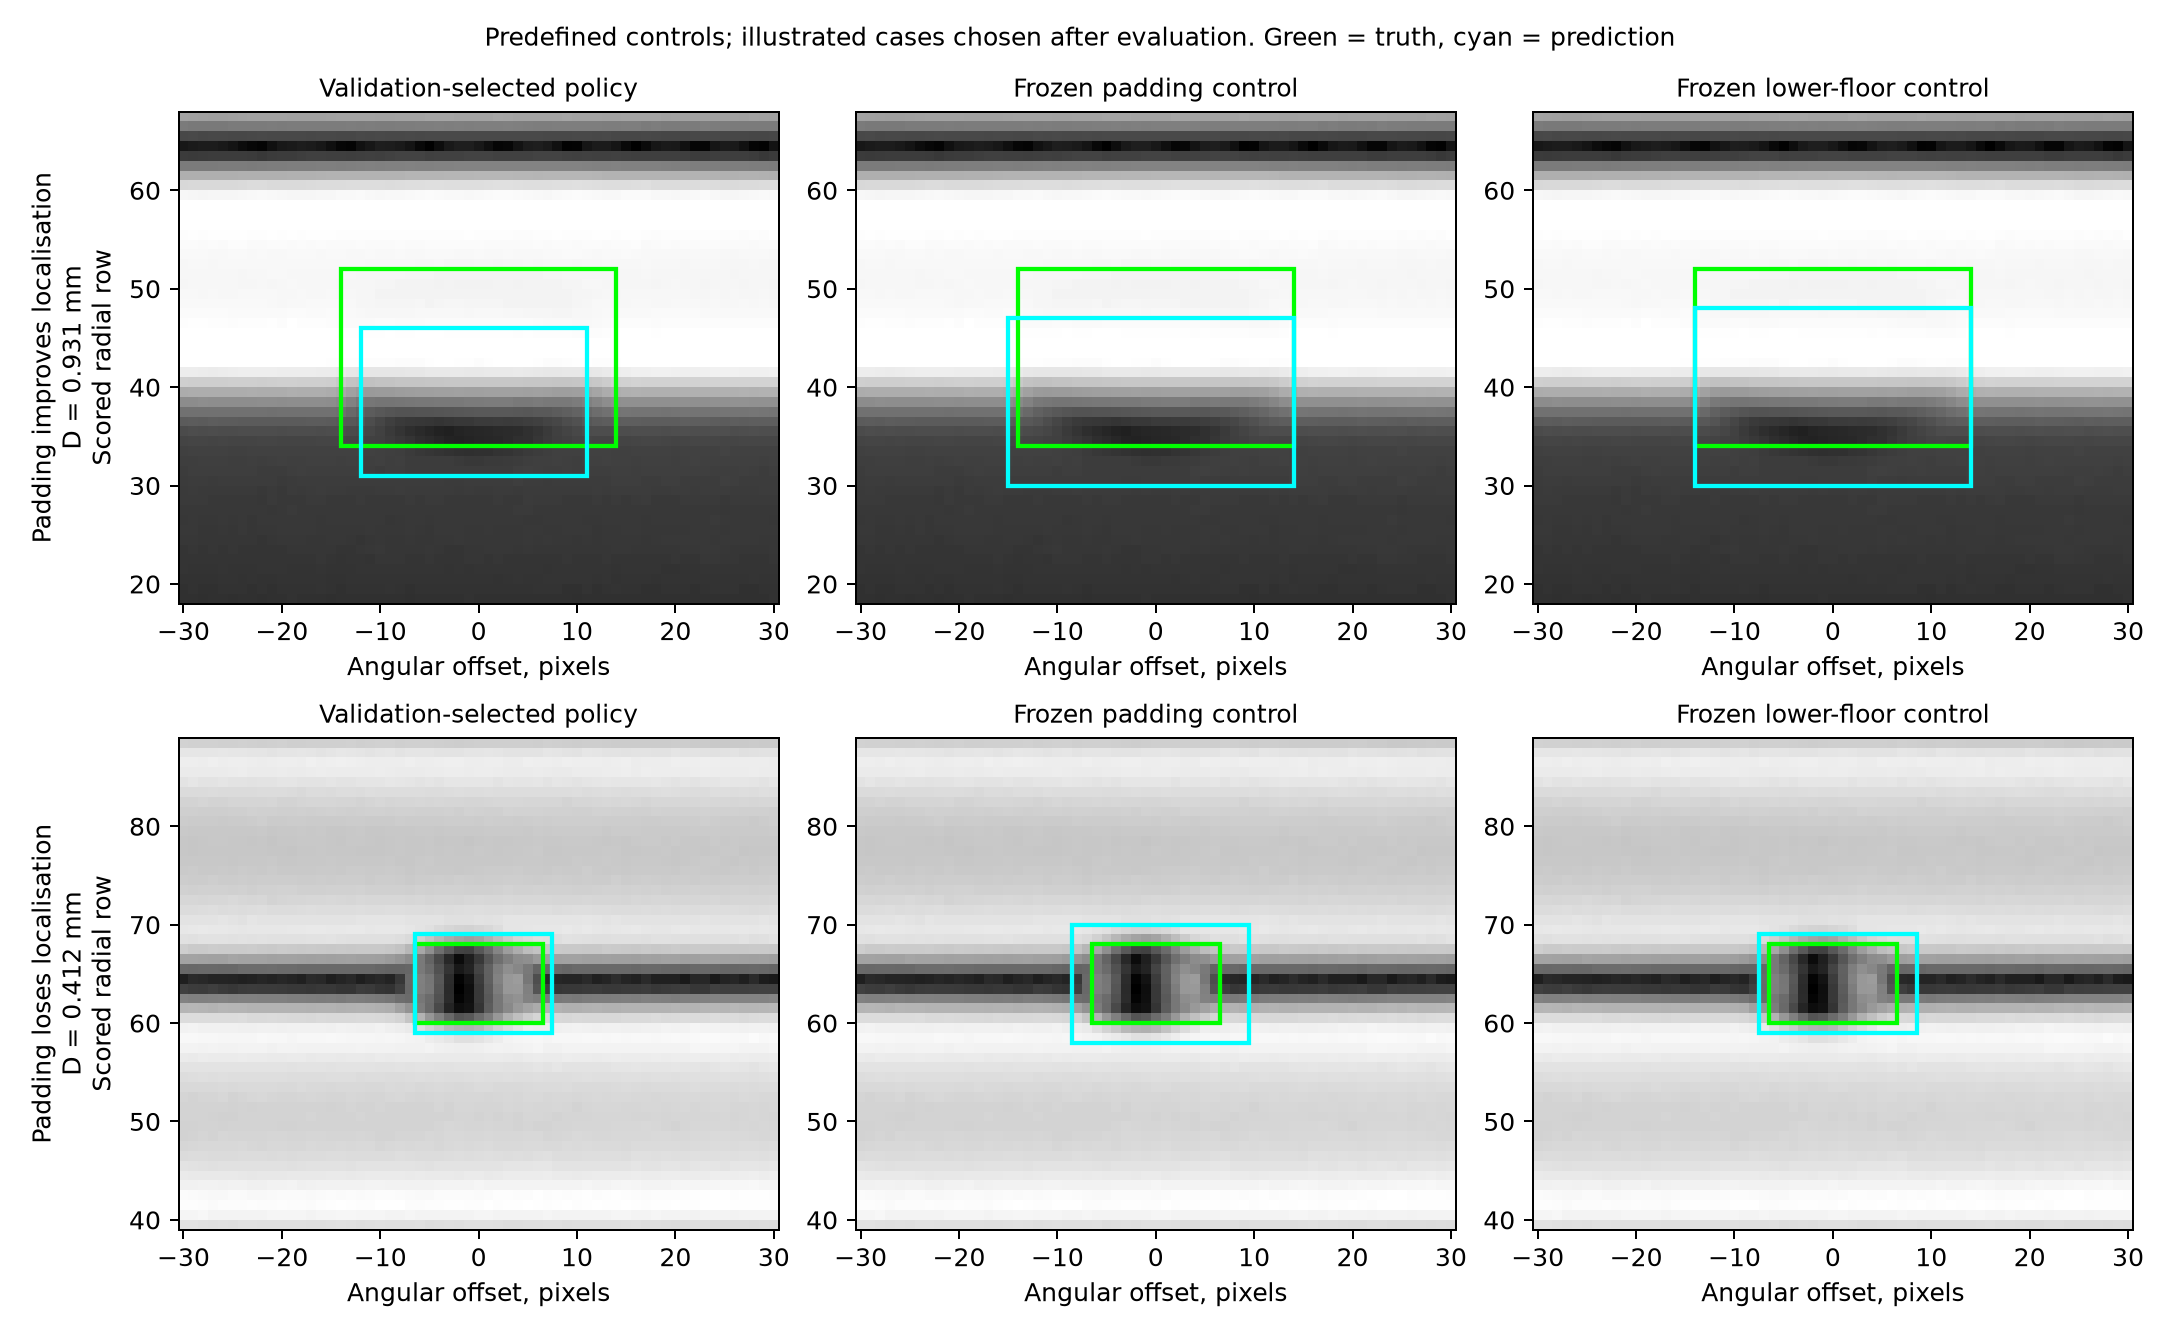 Predefined controls; illustrated cases chosen after evaluation. Green = truth, cyan = prediction
Validation-selected policy
Frozen padding control
Frozen lower-floor control
Padding improves localisation
D = 0.931 mm
Scored radial row
60
50
40
30
20
60
50
40
30
20
60
50
40
30
20
−30 −20 −10 0 10 20 30
−30 −20 −10 0 10 20 30
−30 −20 −10 0 10 20 30
Angular offset, pixels
Angular offset, pixels
Angular offset, pixels
Validation-selected policy
Frozen padding control
Frozen lower-floor control
Padding loses localisation
D = 0.412 mm
Scored radial row
80
70
60
50
40
80
70
60
50
40
80
70
60
50
40
−30 −20 −10 0 10 20 30
−30 −20 −10 0 10 20 30
−30 −20 −10 0 10 20 30
Angular offset, pixels
Angular offset, pixels
Angular offset, pixels